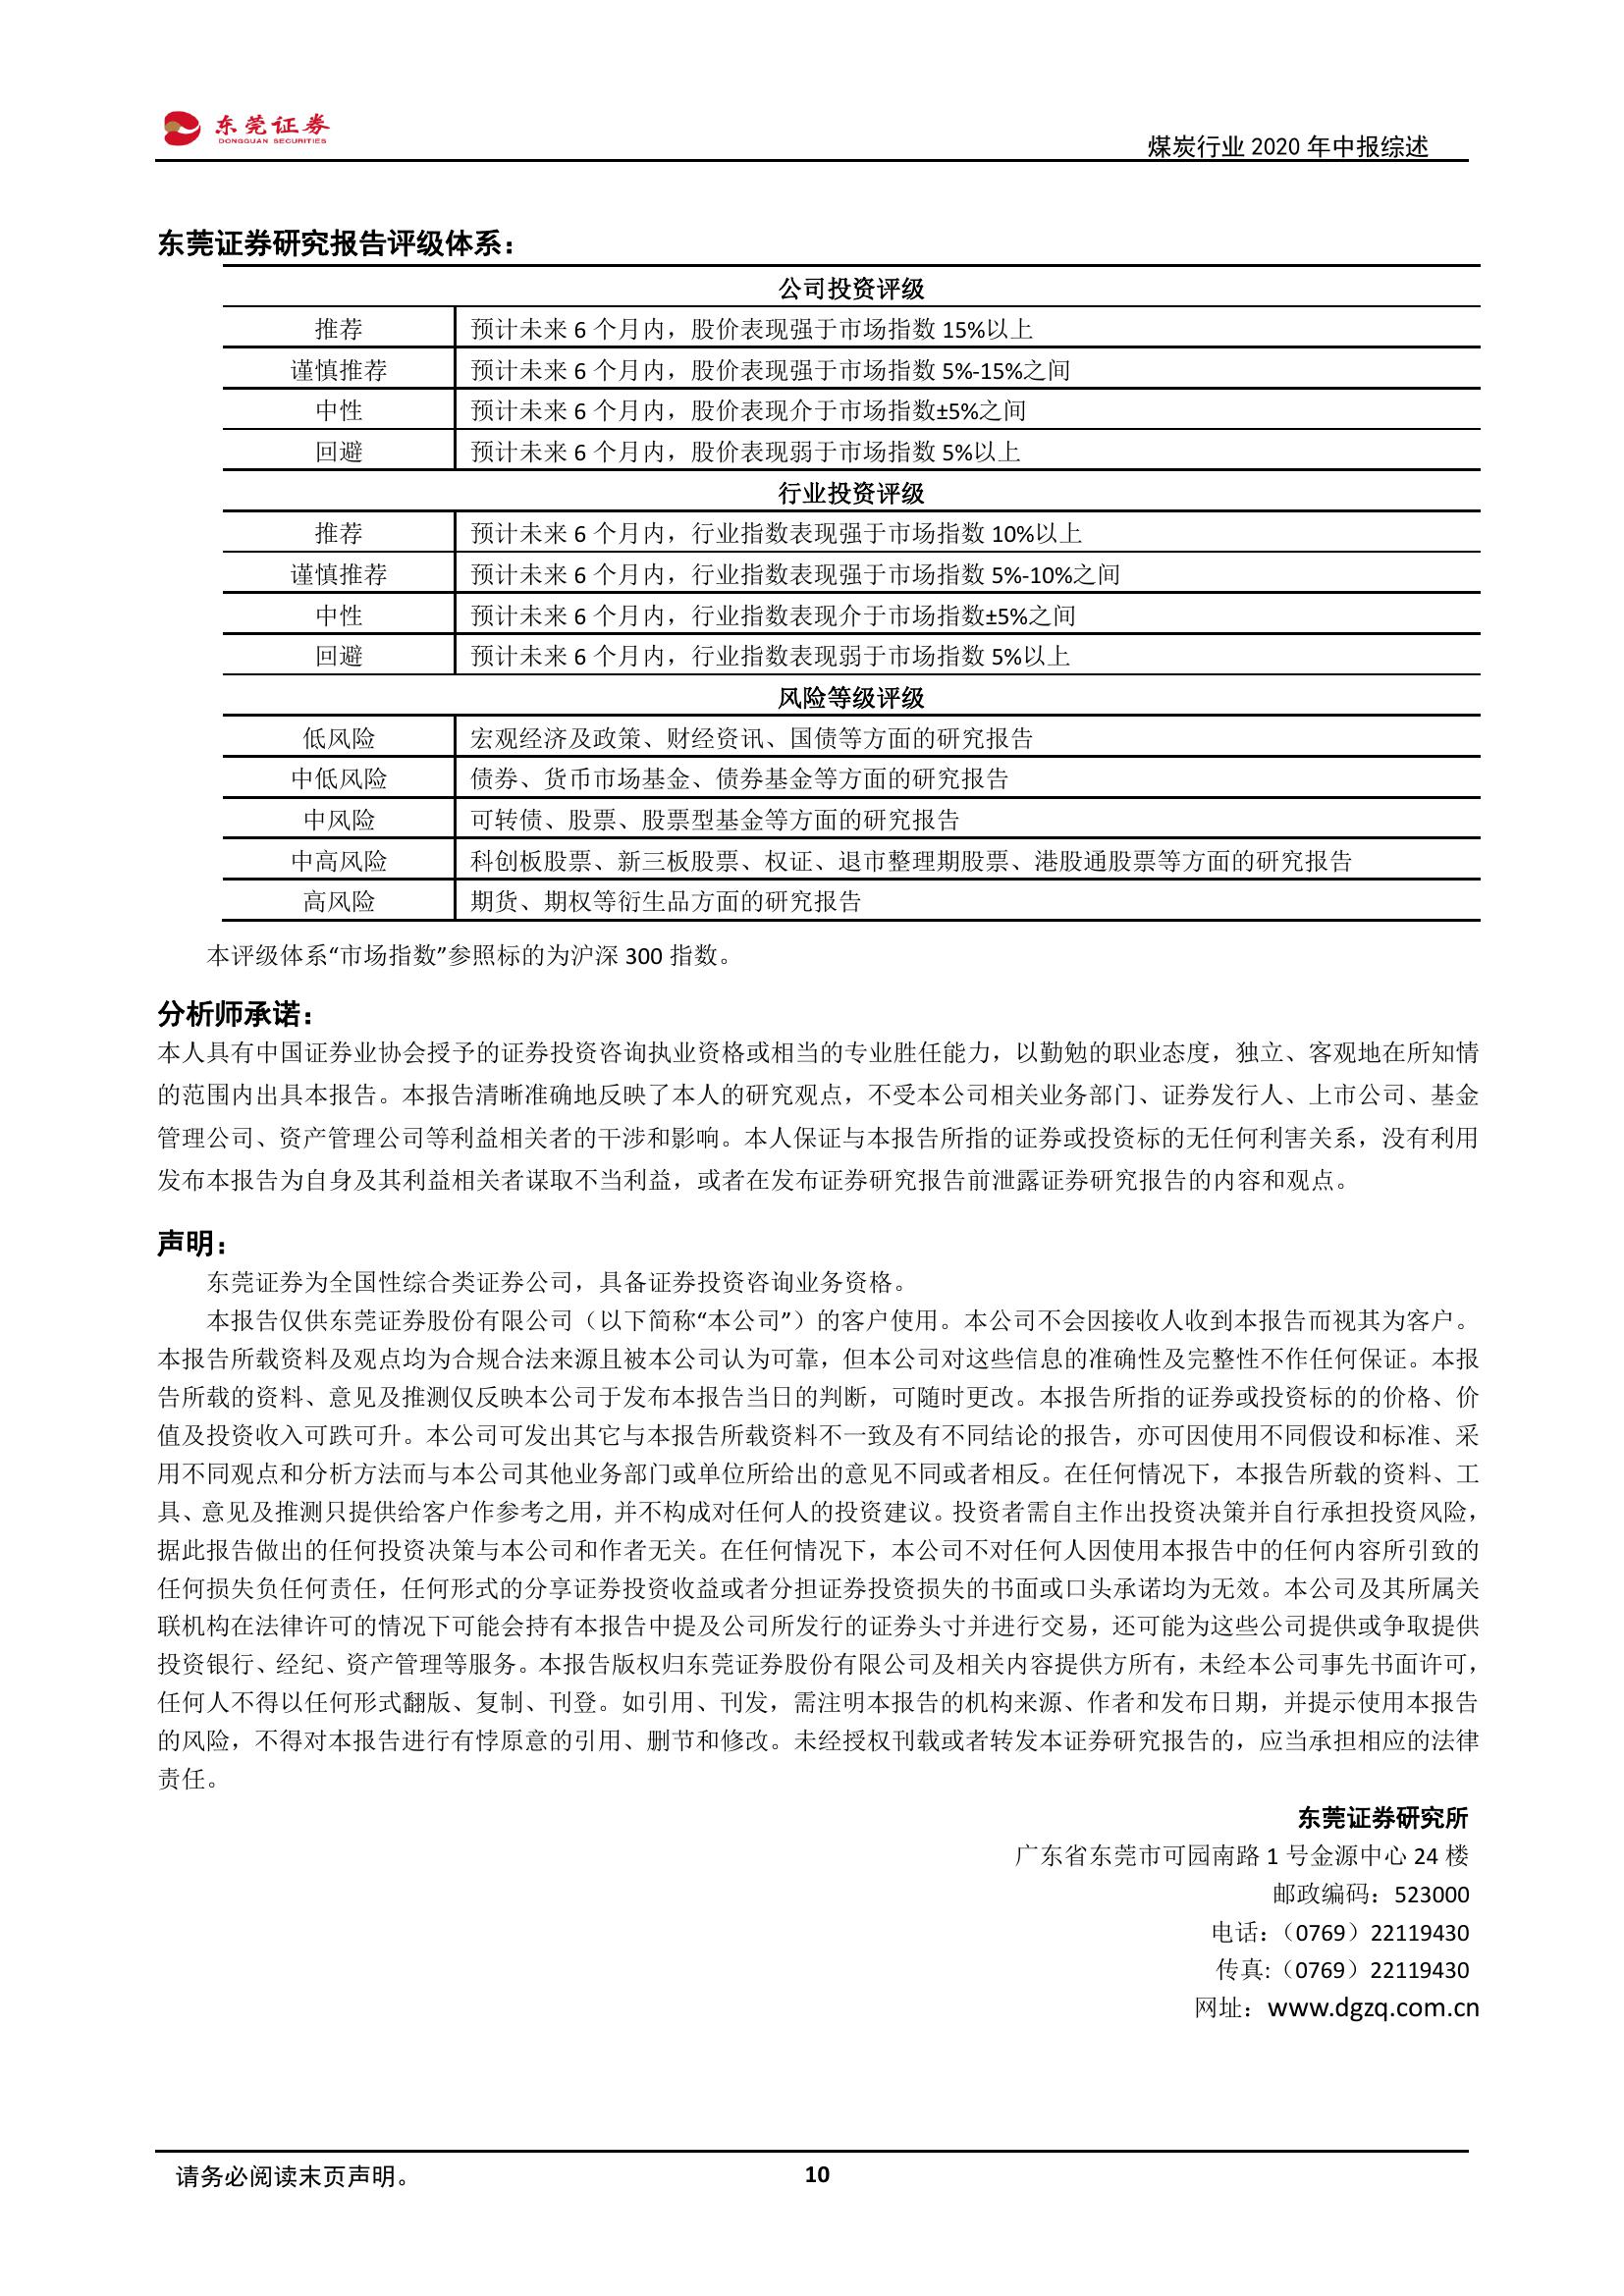 东莞证券
DONGGUAN SECURITIES
煤炭行业 2020 年中报综述
东莞证券研究报告评级体系：
公司投资评级
推荐 预计未来 6 个月内，股价表现强于市场指数 15%以上
谨慎推荐 预计未来 6 个月内，股价表现强于市场指数 5%-15%之间
中性 预计未来 6 个月内，股价表现介于市场指数±5%之间
回避 预计未来 6 个月内，股价表现弱于市场指数 5%以上
行业投资评级
推荐 预计未来 6 个月内，行业指数表现强于市场指数 10%以上
谨慎推荐 预计未来 6 个月内，行业指数表现强于市场指数 5%-10%之间
中性 预计未来 6 个月内，行业指数表现介于市场指数±5%之间
回避 预计未来 6 个月内，行业指数表现弱于市场指数 5%以上
风险等级评级
低风险 宏观经济及政策、财经资讯、国债等方面的研究报告
中低风险 债券、货币市场基金、债券基金等方面的研究报告
中风险 可转债、股票、股票型基金等方面的研究报告
中高风险 科创板股票、新三板股票、权证、退市整理期股票、港股通股票等方面的研究报告
高风险 期货、期权等衍生品方面的研究报告
本评级体系“市场指数”参照标的为沪深 300 指数。
分析师承诺：
本人具有中国证券业协会授予的证券投资咨询执业资格或相当的专业胜任能力，以勤勉的职业态度，独立、客观地在所知情
的范围内出具本报告。本报告清晰准确地反映了本人的研究观点，不受本公司相关业务部门、证券发行人、上市公司、基金
管理公司、资产管理公司等利益相关者的干涉和影响。本人保证与本报告所指的证券或投资标的无任何利害关系，没有利用
发布本报告为自身及其利益相关者谋取不当利益，或者在发布证券研究报告前泄露证券研究报告的内容和观点。
声明：
东莞证券为全国性综合类证券公司，具备证券投资咨询业务资格。
本报告仅供东莞证券股份有限公司（以下简称“本公司”）的客户使用。本公司不会因接收人收到本报告而视其为客户。
本报告所载资料及观点均为合规合法来源且被本公司认为可靠，但本公司对这些信息的准确性及完整性不作任何保证。本报
告所载的资料、意见及推测仅反映本公司于发布本报告当日的判断，可随时更改。本报告所指的证券或投资标的的价格、价
值及投资收入可跌可升。本公司可发出其它与本报告所载资料不一致及有不同结论的报告，亦可因使用不同假设和标准、采
用不同观点和分析方法而与本公司其他业务部门或单位所给出的意见不同或者相反。在任何情况下，本报告所载的资料、工
具、意见及推测只提供给客户作参考之用，并不构成对任何人的投资建议。投资者需自主作出投资决策并自行承担投资风险，
据此报告做出的任何投资决策与本公司和作者无关。在任何情况下，本公司不对任何人因使用本报告中的任何内容所引致的
任何损失负任何责任，任何形式的分享证券投资收益或者分担证券投资损失的书面或口头承诺均为无效。本公司及其所属关
联机构在法律许可的情况下可能会持有本报告中提及公司所发行的证券头寸并进行交易，还可能为这些公司提供或争取提供
投资银行、经纪、资产管理等服务。本报告版权归东莞证券股份有限公司及相关内容提供方所有，未经本公司事先书面许可，
任何人不得以任何形式翻版、复制、刊登。如引用、刊发，需注明本报告的机构来源、作者和发布日期，并提示使用本报告
的风险，不得对本报告进行有悖原意的引用、删节和修改。未经授权刊载或者转发本证券研究报告的，应当承担相应的法律
责任。
东莞证券研究所
广东省东莞市可园南路 1 号金源中心 24 楼
邮政编码：523000
电话：（0769）22119430
传真:（0769）22119430
网址：www.dgzq.com.cn
请务必阅读末页声明。
10